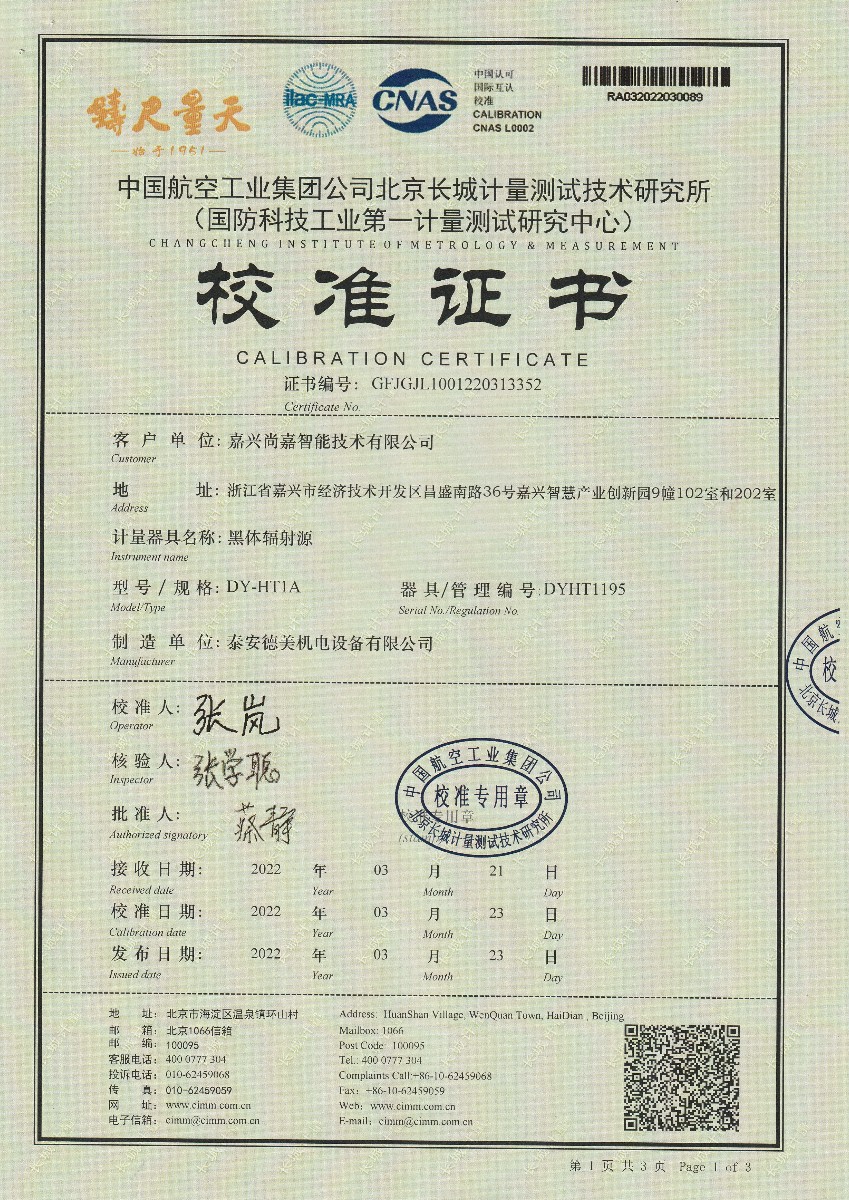 鑄尺量天
始于1951
ilac-MRA
CNAS
中国认可
国际互认
校准
CALIBRATION
CNAS L0002
RA032022030089
中国航空工业集团公司北京长城计量测试技术研究所
（国防科技工业第一计量测试研究中心）
CHANGCHENG INSTITUTE OF METROLOGY & MEASUREMENT
校准证书
CALIBRATION CERTIFICATE
证书编号： GFJGJL1001220313352
Certificate No.
客户单位：嘉兴尚嘉智能技术有限公司
Customer
地 址：浙江省嘉兴市经济技术开发区昌盛南路36号嘉兴智慧产业创新园9幢102室和202室
Address
计量器具名称：黑体辐射源
Instrument name
型号/规格：DY-HT1A 器具/管理编号:DYHT1195
Model/Type Serial No./Regulation No.
制造单位：泰安德美机电设备有限公司
Manufacturer
校准人：张岚
Operator
核验人：张学聪
Inspector
批准人：蔡静
Authorized signatory
中国航空工业集团公司
校准专用章
北京长城计量测试技术研究所
接收日期： 2022 年 03 月 21 日
Received date Year Month Day
校准日期： 2022 年 03 月 23 日
Calibration date Year Month Day
发布日期： 2022 年 03 月 23 日
Issued date Year Month Day
中国航空
校
北京长城
地 址：北京市海淀区温泉镇环山村 Address: HuanShan Village, WenQuan Town, HaiDian , Beijing
邮 箱：北京1066信箱 Mailbox: 1066
邮 编：100095 Post Code 100095
客服电话：400 0777 304 Tel.: 400 0777 304
投诉电话：010-62459068 Complaints Call:+86-10-62459068
传 真：010-62459059 Fax: +86-10-62459059
网 址：www.cimm.com.cn Web: www.cimm.com.cn
电子信箱：cimm@cimm.com.cn E-mail: cimm@cimm.com.cn
第 1 页 共 3 页 Page 1 of 3